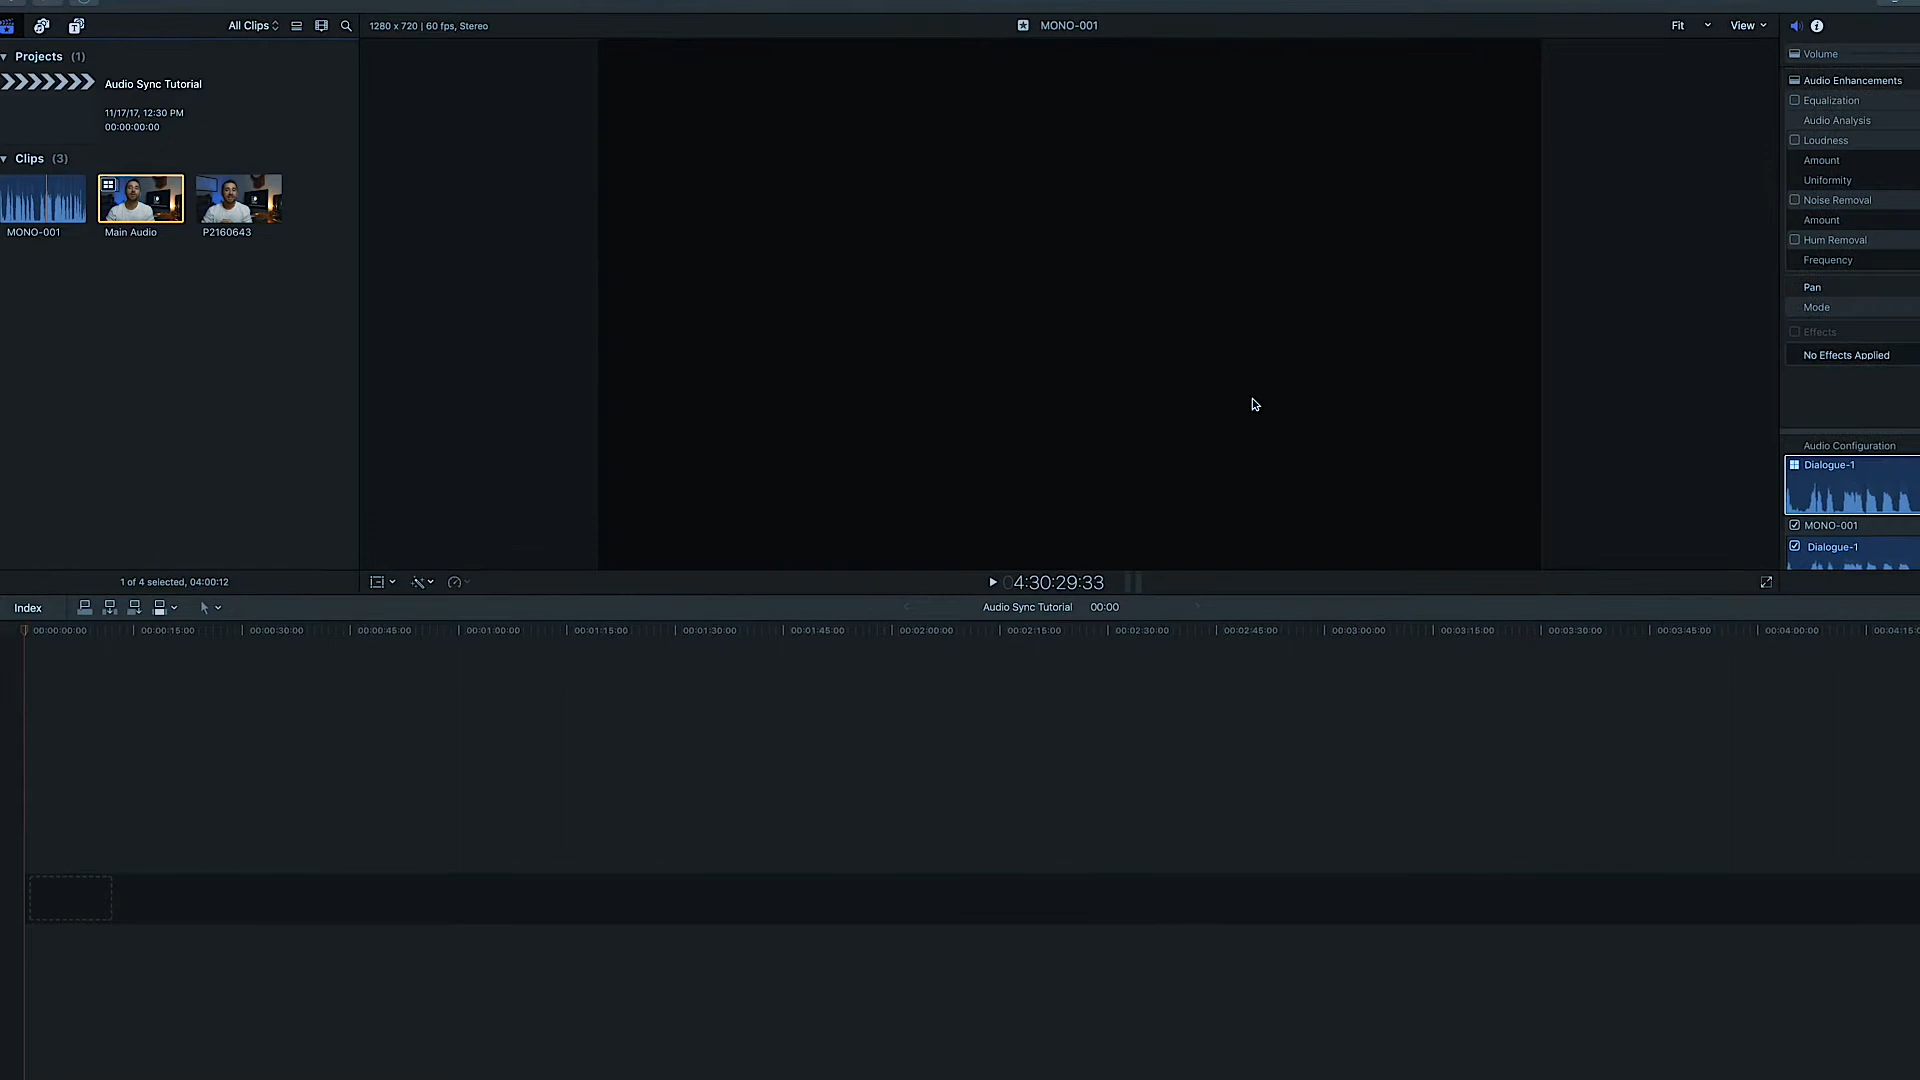 All Clips
1280 x 720 | 60 fps, Stereo
MONO-001
Fit
View
Projects (1)
Audio Sync Tutorial
11/17/17, 12:30 PM
00:00:00:00
Clips (3)
MONO-001
Main Audio
P2160643
1 of 4 selected, 04:00:12
Volume
Audio Enhancements
Equalization
Audio Analysis
Loudness
Amount
Uniformity
Noise Removal
Amount
Hum Removal
Frequency
Pan
Mode
Effects
No Effects Applied
Audio Configuration
Dialogue-1
MONO-001
Dialogue-1
04:30:29:33
Index
Audio Sync Tutorial 00:00
00:00:00:00 00:00:15:00 00:00:30:00 00:00:45:00 00:01:00:00 00:01:15:00 00:01:30:00 00:01:45:00 00:02:00:00 00:02:15:00 00:02:30:00 00:02:45:00 00:03:00:00 00:03:15:00 00:03:30:00 00:03:45:00 00:04:00:00 00:04:15:0